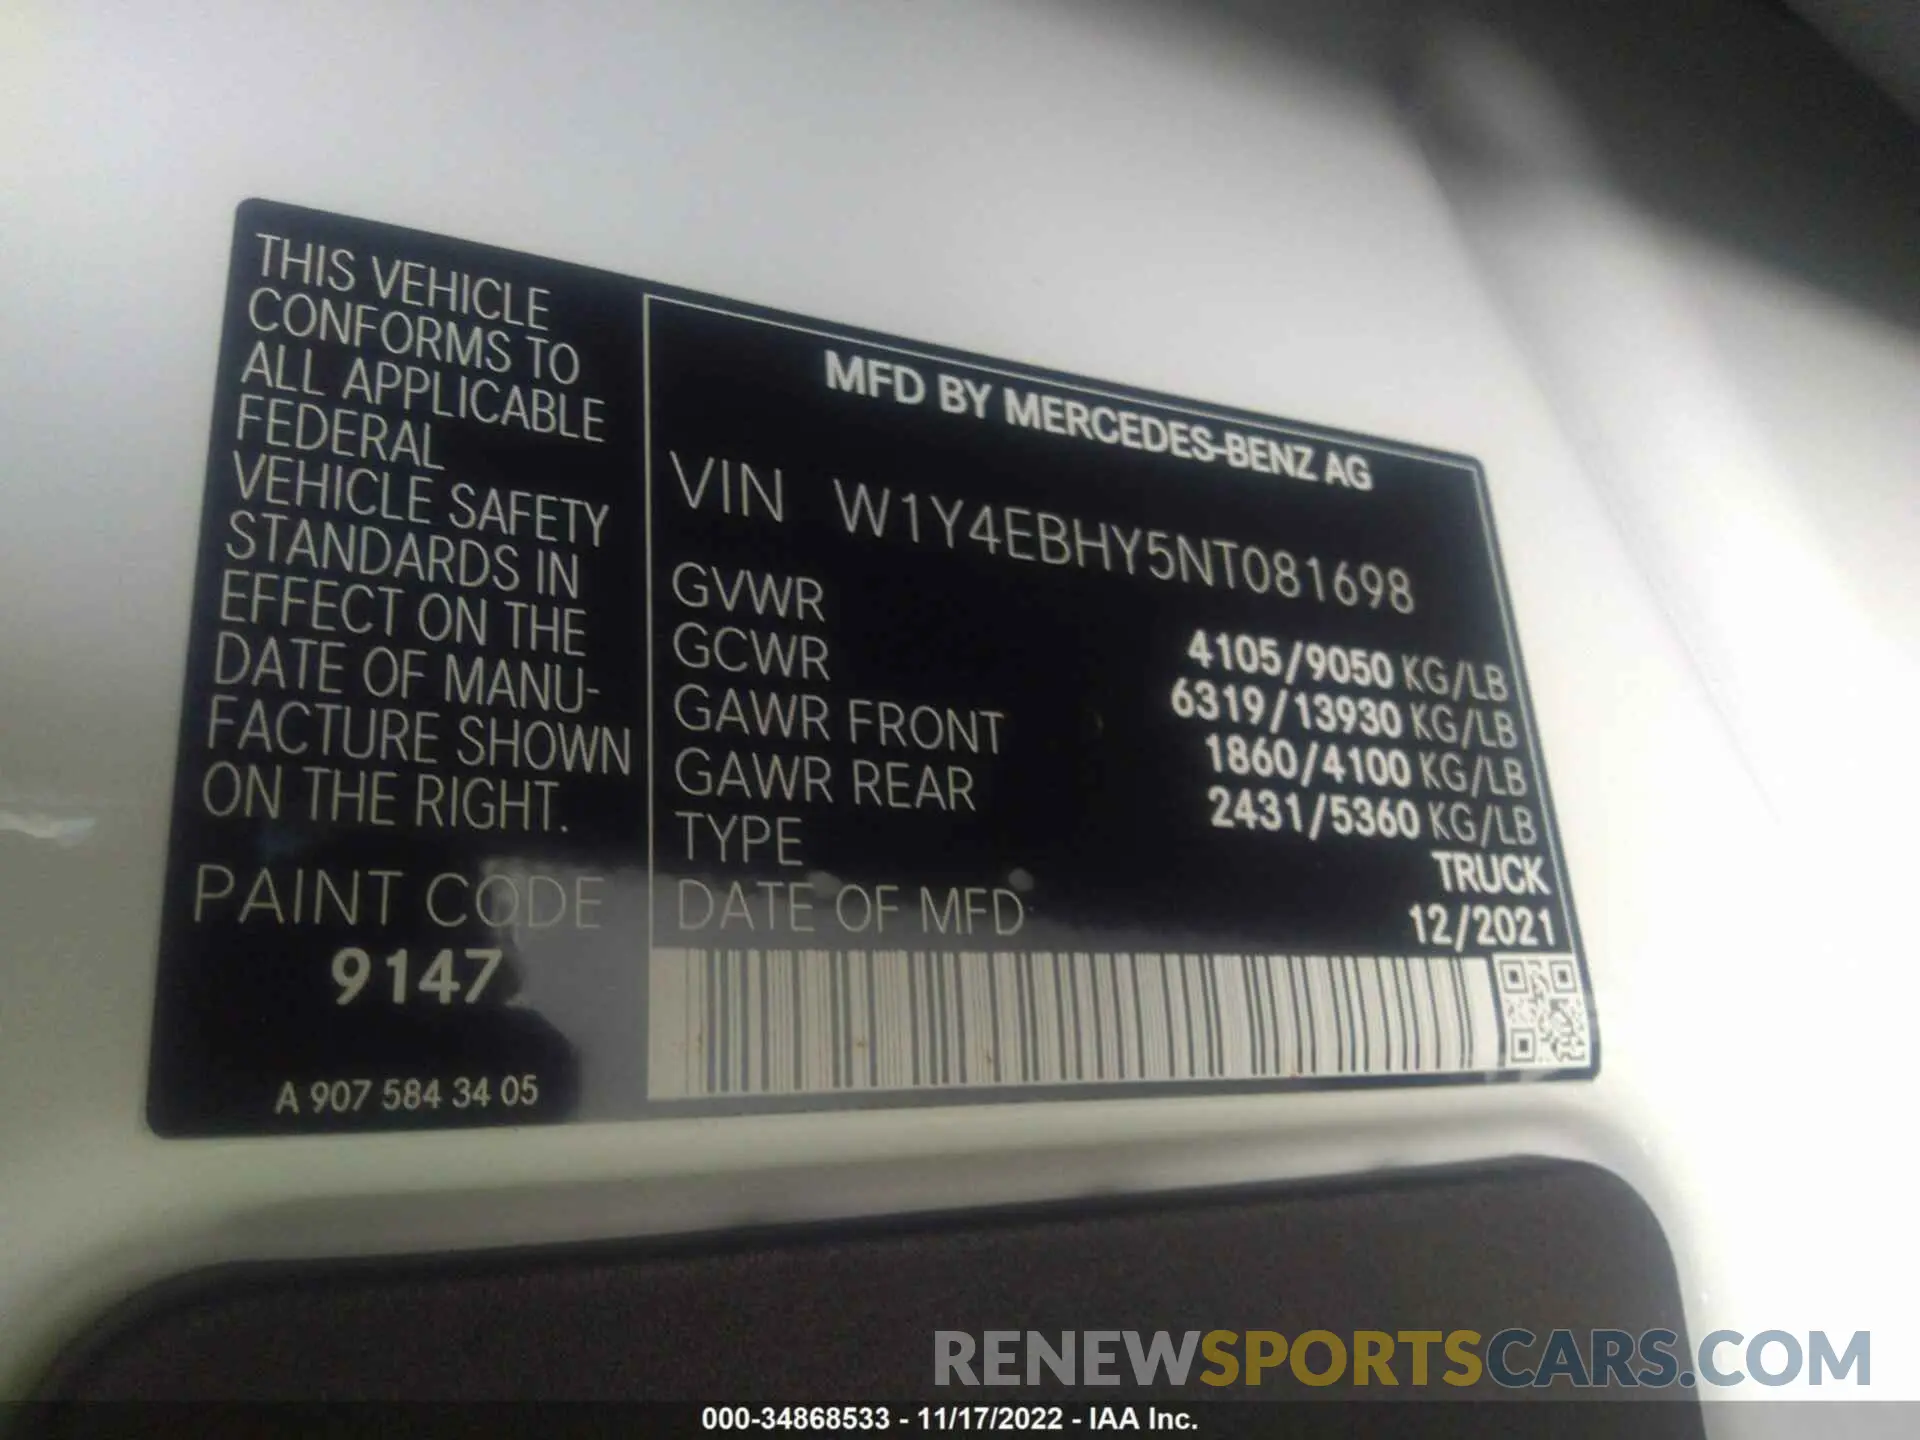 THIS VEHICLE
CONFORMS TO
ALL APPLICABLE
FEDERAL
VEHICLE SAFETY
STANDARDS IN
EFFECT ON THE
DATE OF MANU-
FACTURE SHOWN
ON THE RIGHT.
PAINT CODE
9147
A 907 584 34 05
MFD BY MERCEDES-BENZ AG
VIN W1Y4EBHY5NT081698
GVWR 4105/9050 KG/LB
GCWR 6319/13930 KG/LB
GAWR FRONT 1860/4100 KG/LB
GAWR REAR 2431/5360 KG/LB
TYPE TRUCK
DATE OF MFD 12/2021
RENEWSPORTSCARS.COM
000-34868533 - 11/17/2022 - IAA Inc.